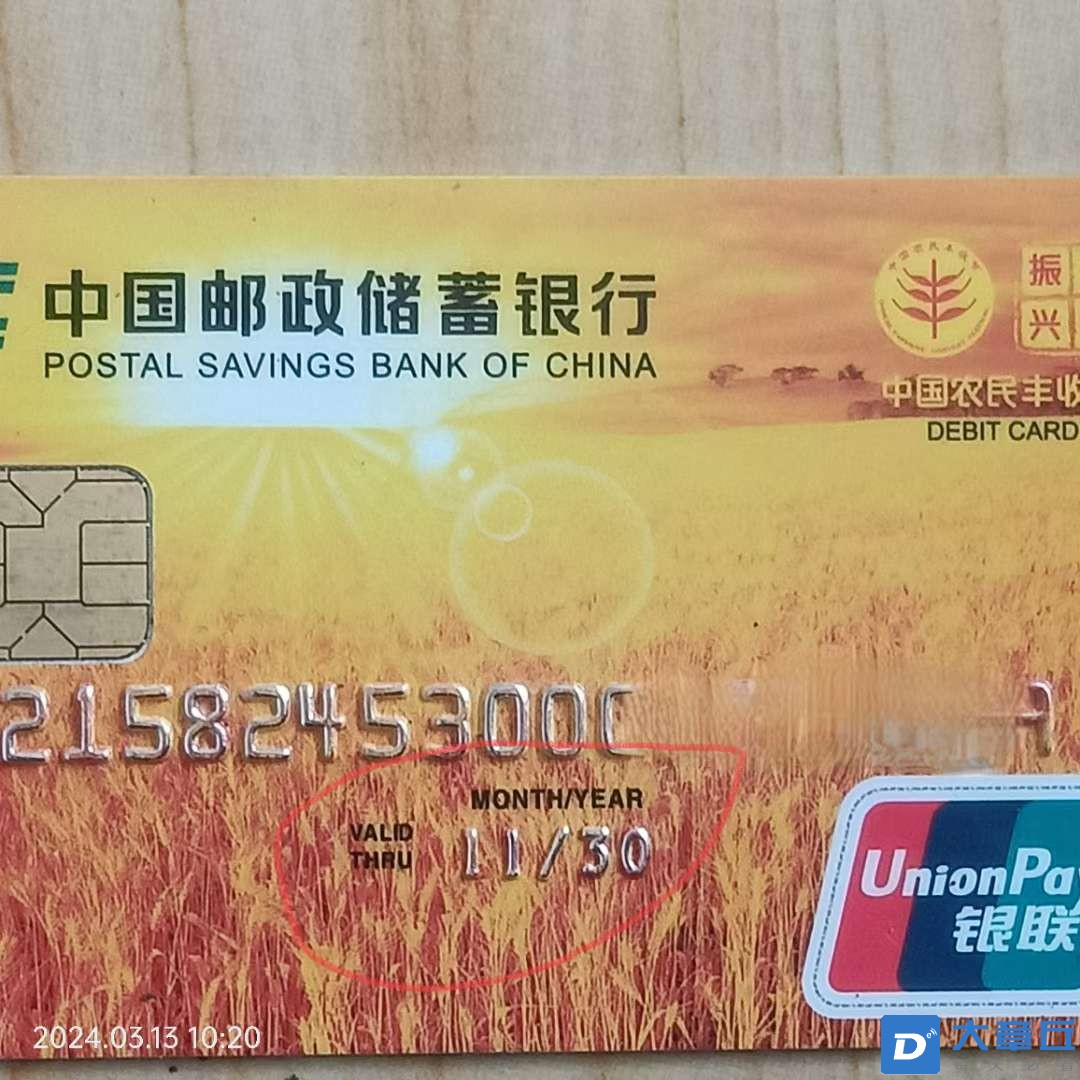 中国邮政储蓄银行
POSTAL SAVINGS BANK OF CHINA
振
兴
中国农民丰收
DEBIT CARD
21582453000
MONTH/YEAR
VALID
THRU
11/30
UnionPay
银联
2024.03.13 10:20
D